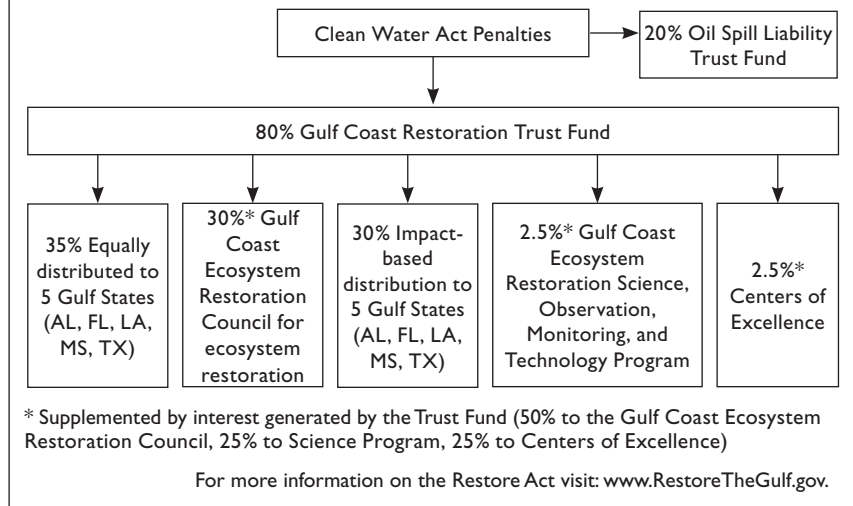 Clean Water Act Penalties
20% Oil Spill Liability
Trust Fund
80% Gulf Coast Restoration Trust Fund
35% Equally
distributed to
5 Gulf States
(AL, FL, LA,
MS, TX)
30%* Gulf
Coast
Ecosystem
Restoration
Council for
ecosystem
restoration
30% Impact-
based
distribution to
5 Gulf States
(AL, FL, LA,
MS, TX)
2.5%* Gulf Coast
Ecosystem
Restoration Science,
Observation,
Monitoring, and
Technology Program
2.5%*
Centers of
Excellence
* Supplemented by interest generated by the Trust Fund (50% to the Gulf Coast Ecosystem
Restoration Council, 25% to Science Program, 25% to Centers of Excellence)
For more information on the Restore Act visit: www.RestoreTheGulf.gov.